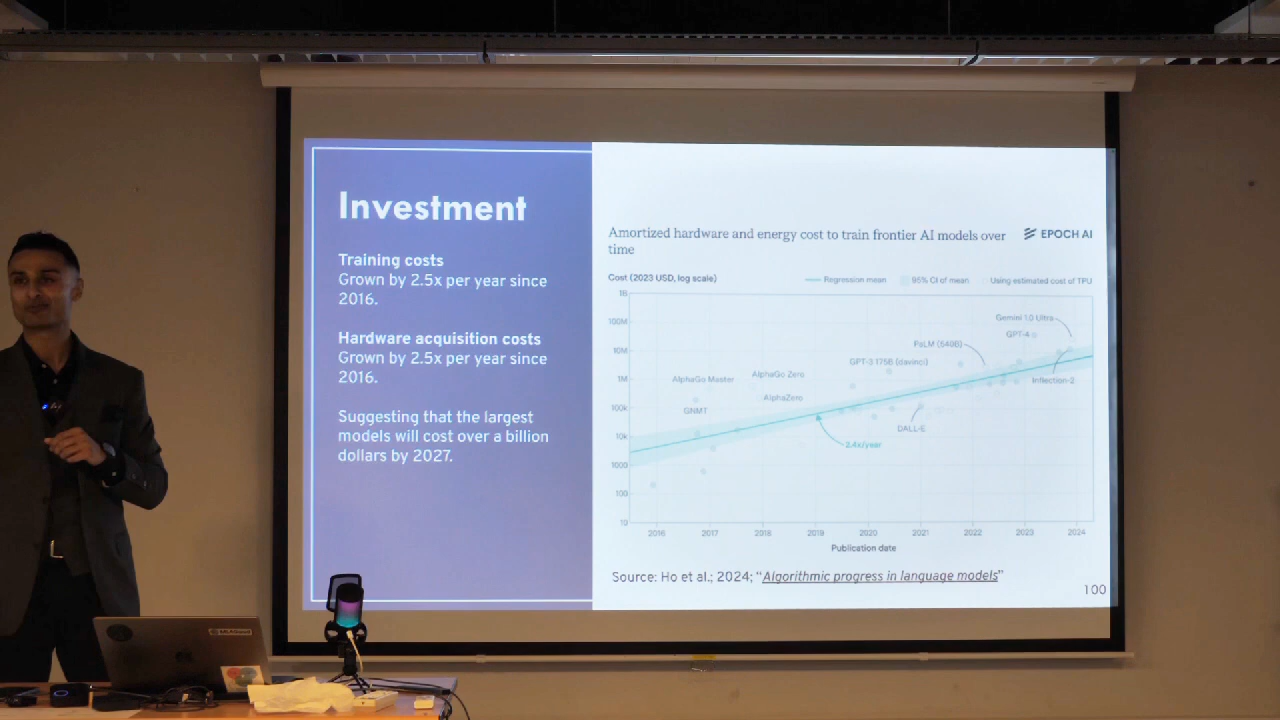 Investment
Training costs
Grown by 2.5x per year since
2016.
Hardware acquisition costs
Grown by 2.5x per year since
2016.
Suggesting that the largest
models will cost over a billion
dollars by 2027.
Amortized hardware and energy cost to train frontier AI models over
time
EPOCH AI
Cost (2023 USD, log scale)
Regression mean
95% CI of mean
Using estimated cost of TPU
1B
100M
10M
1M
100k
10k
1000
100
10
Gemini 1.0 Ultra
GPT-4
PaLM (540B)
GPT-3 175B (davinci)
Inflection-2
AlphaGo Master
AlphaGo Zero
AlphaZero
GNMT
DALL-E
2.4x/year
2016
2017
2018
2019
2020
2021
2022
2023
2024
Publication date
Source: Ho et al.; 2024; “Algorithmic progress in language models”
100